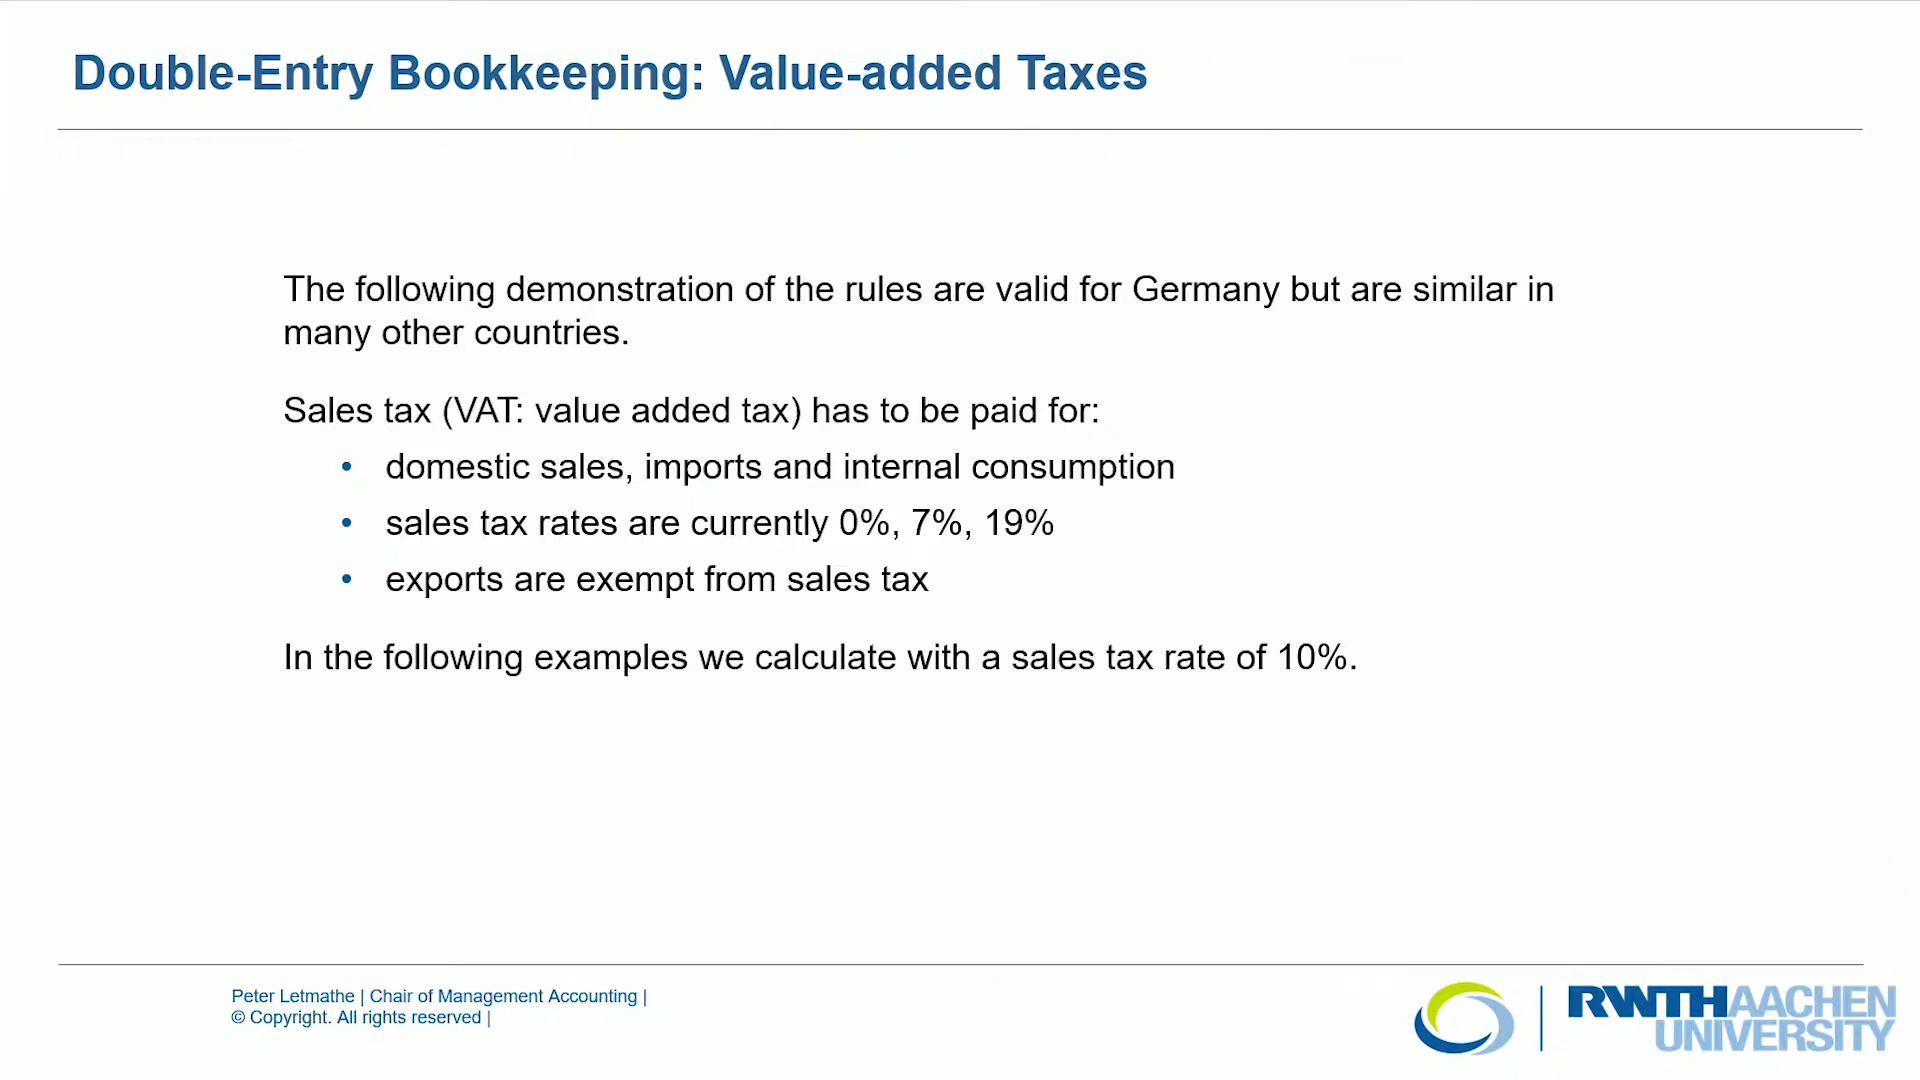 Double-Entry Bookkeeping: Value-added Taxes
The following demonstration of the rules are valid for Germany but are similar in
many other countries.
Sales tax (VAT: value added tax) has to be paid for:
• domestic sales, imports and internal consumption
• sales tax rates are currently 0%, 7%, 19%
• exports are exempt from sales tax
In the following examples we calculate with a sales tax rate of 10%.
Peter Letmathe | Chair of Management Accounting |
© Copyright. All rights reserved |
RWTHAACHEN
UNIVERSITY